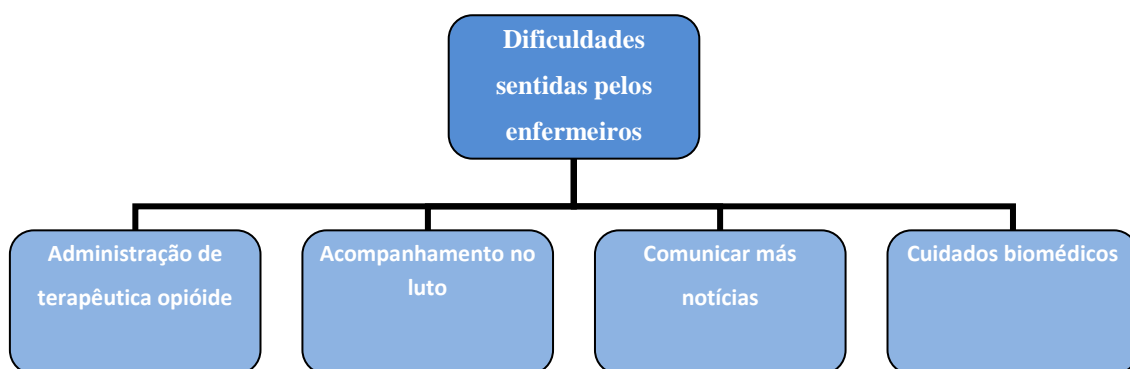 Dificuldades
sentidas pelos
enfermeiros
Administração de
terapêutica opióide
Acompanhamento no
luto
Comunicar más
notícias
Cuidados biomédicos